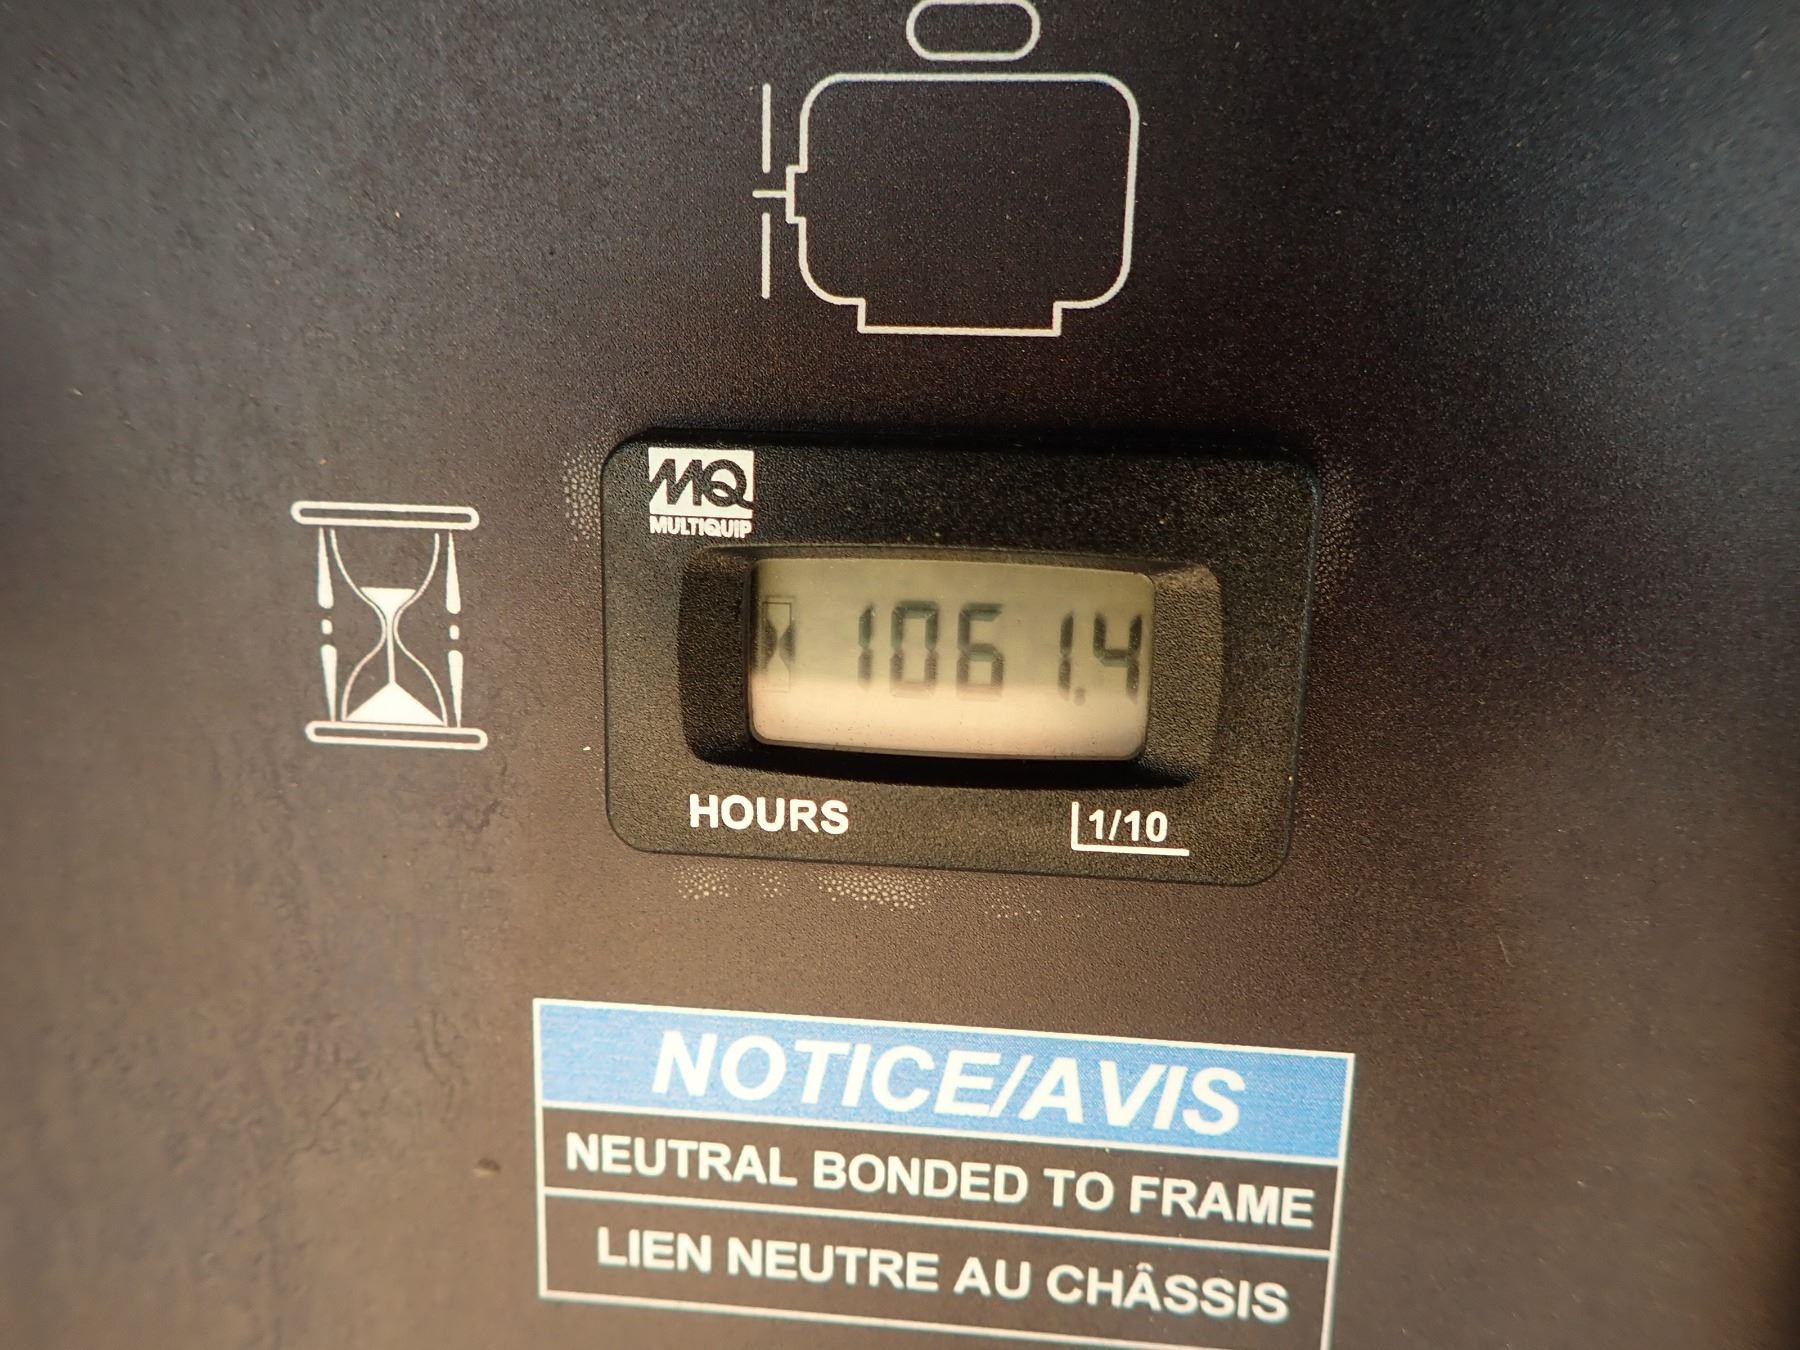 MQ
MULTIQUIP
1061.4
HOURS 1/10
NOTICE/AVIS
NEUTRAL BONDED TO FRAME
LIEN NEUTRE AU CHÂSSIS